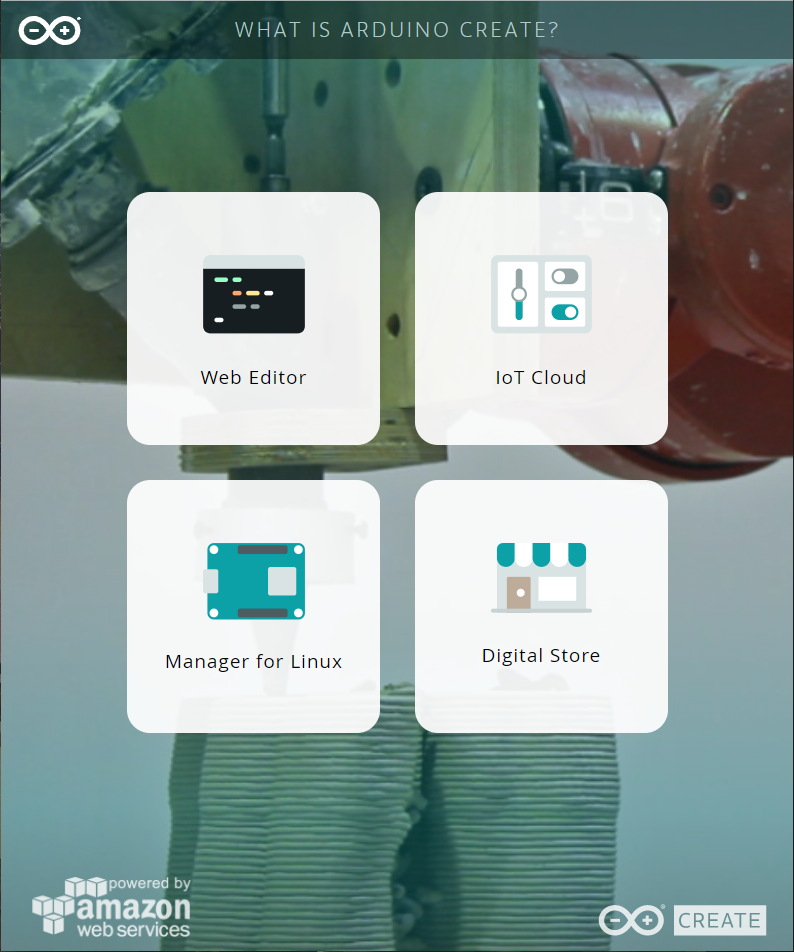 WHAT IS ARDUINO CREATE?
Web Editor
IoT Cloud
Manager for Linux
Digital Store
powered by
amazon
web services
CREATE